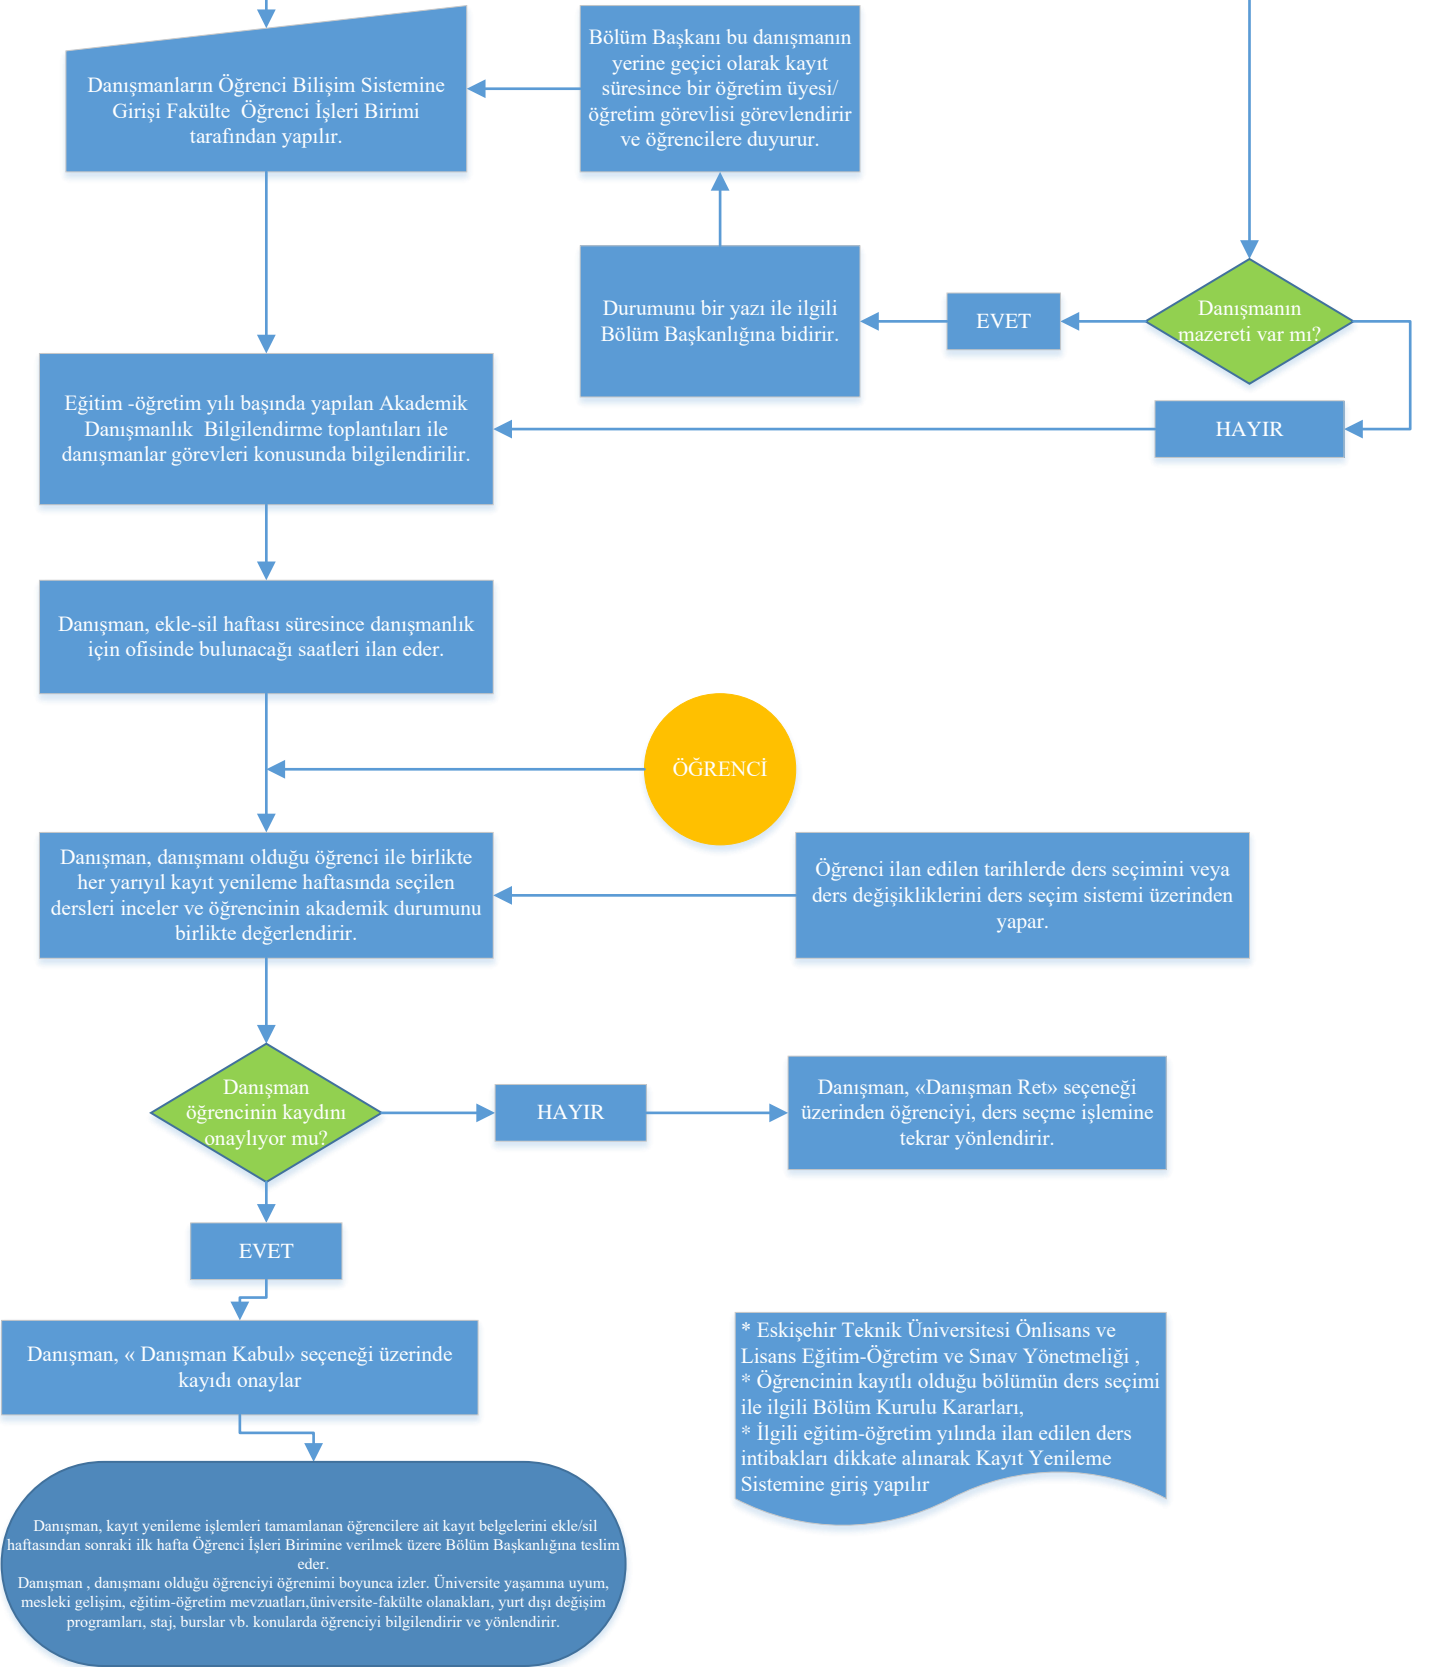 Danışmanların Öğrenci Bilişim Sistemine
Girişi Fakülte  Öğrenci İşleri Birimi
tarafından yapılır.
Bölüm Başkanı bu danışmanın
yerine geçici olarak kayıt
süresince bir öğretim üyesi/
öğretim görevlisi görevlendirir
ve öğrencilere duyurur.
Durumunu bir yazı ile ilgili
Bölüm Başkanlığına bidirir.
EVET
Danışmanın
mazereti var mı?
HAYIR
Eğitim -öğretim yılı başında yapılan Akademik
Danışmanlık  Bilgilendirme toplantıları ile
danışmanlar görevleri konusunda bilgilendirilir.
Danışman, ekle-sil haftası süresince danışmanlık
için ofisinde bulunacağı saatleri ilan eder.
ÖĞRENCİ
Danışman, danışmanı olduğu öğrenci ile birlikte
her yarıyıl kayıt yenileme haftasında seçilen
dersleri inceler ve öğrencinin akademik durumunu
birlikte değerlendirir.
Öğrenci ilan edilen tarihlerde ders seçimini veya
ders değişikliklerini ders seçim sistemi üzerinden
yapar.
Danışman
öğrencinin kaydını
onaylıyor mu?
HAYIR
Danışman, «Danışman Ret» seçeneği
üzerinden öğrenciyi, ders seçme işlemine
tekrar yönlendirir.
EVET
Danışman, « Danışman Kabul» seçeneği üzerinde
kayıdı onaylar
* Eskişehir Teknik Üniversitesi Önlisans ve
Lisans Eğitim-Öğretim ve Sınav Yönetmeliği ,
* Öğrencinin kayıtlı olduğu bölümün ders seçimi
ile ilgili Bölüm Kurulu Kararları,
* İlgili eğitim-öğretim yılında ilan edilen ders
intibakları dikkate alınarak Kayıt Yenileme
Sistemine giriş yapılır
Danışman, kayıt yenileme işlemleri tamamlanan öğrencilere ait kayıt belgelerini ekle/sil
haftasından sonraki ilk hafta Öğrenci İşleri Birimine verilmek üzere Bölüm Başkanlığına teslim
eder.
Danışman , danışmanı olduğu öğrenciyi öğrenimi boyunca izler. Üniversite yaşamına uyum,
mesleki gelişim, eğitim-öğretim mevzuatları,üniversite-fakülte olanakları, yurt dışı değişim
programları, staj, burslar vb. konularda öğrenciyi bilgilendirir ve yönlendirir.